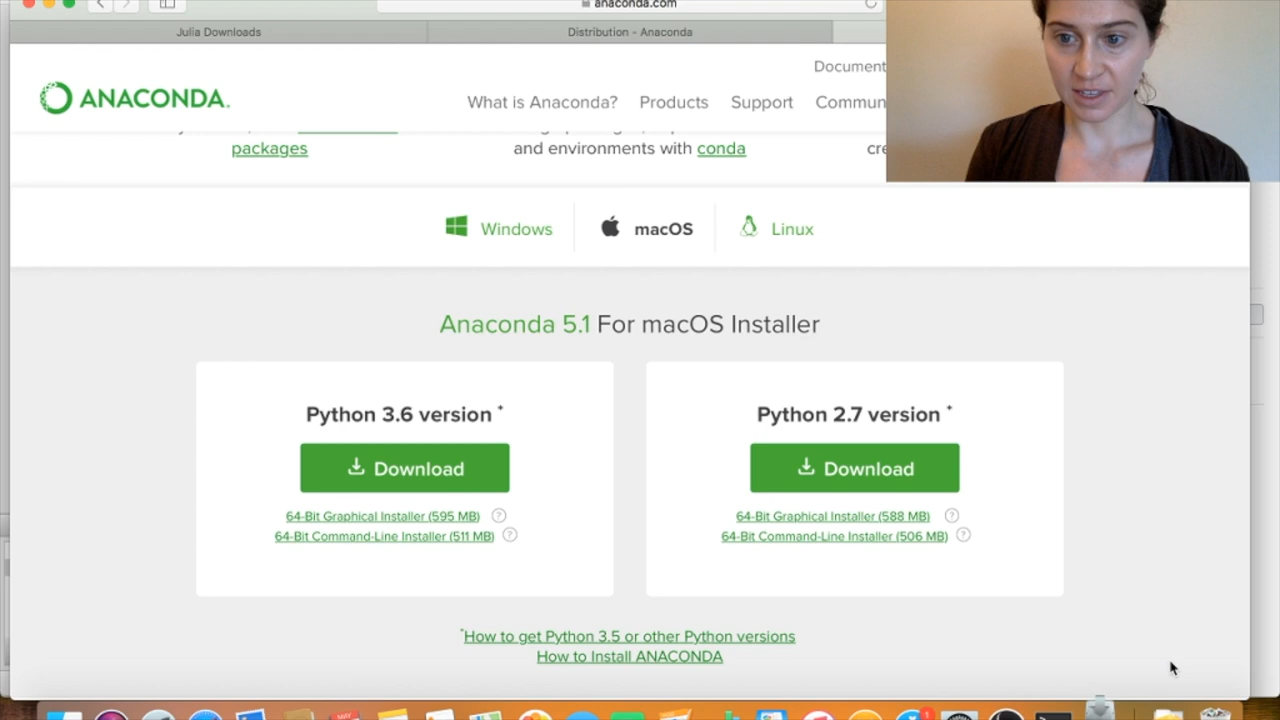 anaconda.com
Julia Downloads
Distribution - Anaconda
Document
ANACONDA.
What is Anaconda?
Products
Support
Commun
packages
and environments with conda
cre
Windows
macOS
Linux
Anaconda 5.1 For macOS Installer
Python 3.6 version *
Download
64-Bit Graphical Installer (595 MB) ?
64-Bit Command-Line Installer (511 MB) ?
Python 2.7 version *
Download
64-Bit Graphical Installer (588 MB) ?
64-Bit Command-Line Installer (506 MB) ?
*How to get Python 3.5 or other Python versions
How to Install ANACONDA
MAY
1